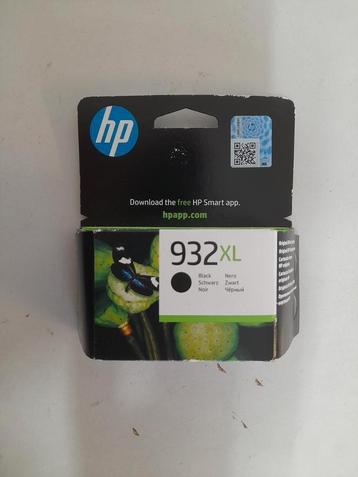 hp
Download the free HP Smart app.
hpapp.com
932XL
Black Nero
Schwarz Zwart
Noir Чёрный